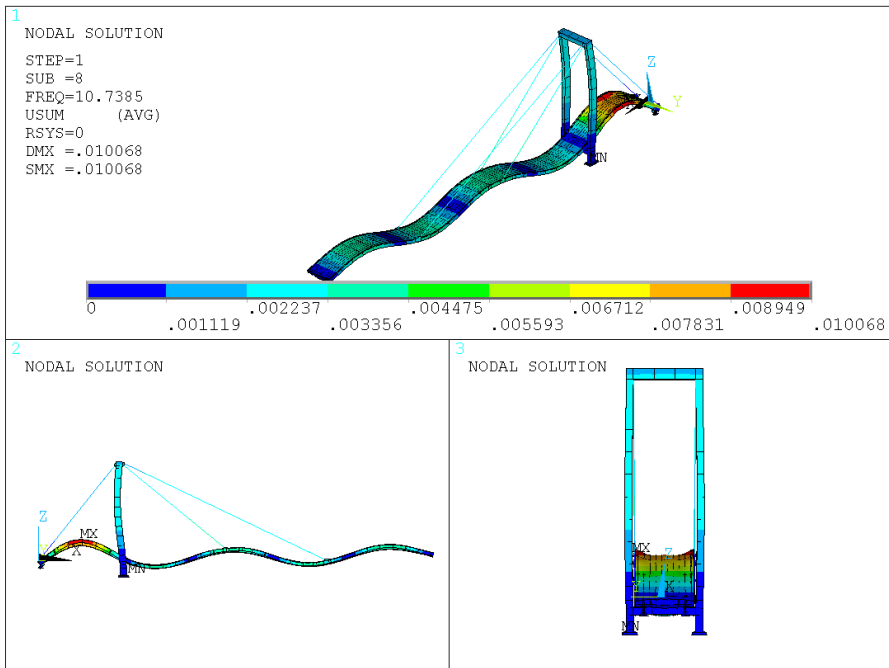 1
NODAL SOLUTION
STEP=1
SUB =8
FREQ=10.7385
USUM (AVG)
RSYS=0
DMX =.010068
SMX =.010068
Z
Y
MN
0 .002237 .004475 .006712 .008949
.001119 .003356 .005593 .007831 .010068
2
NODAL SOLUTION
Z
MX
X
MN
3
NODAL SOLUTION
MX
Z
Y
X
MN